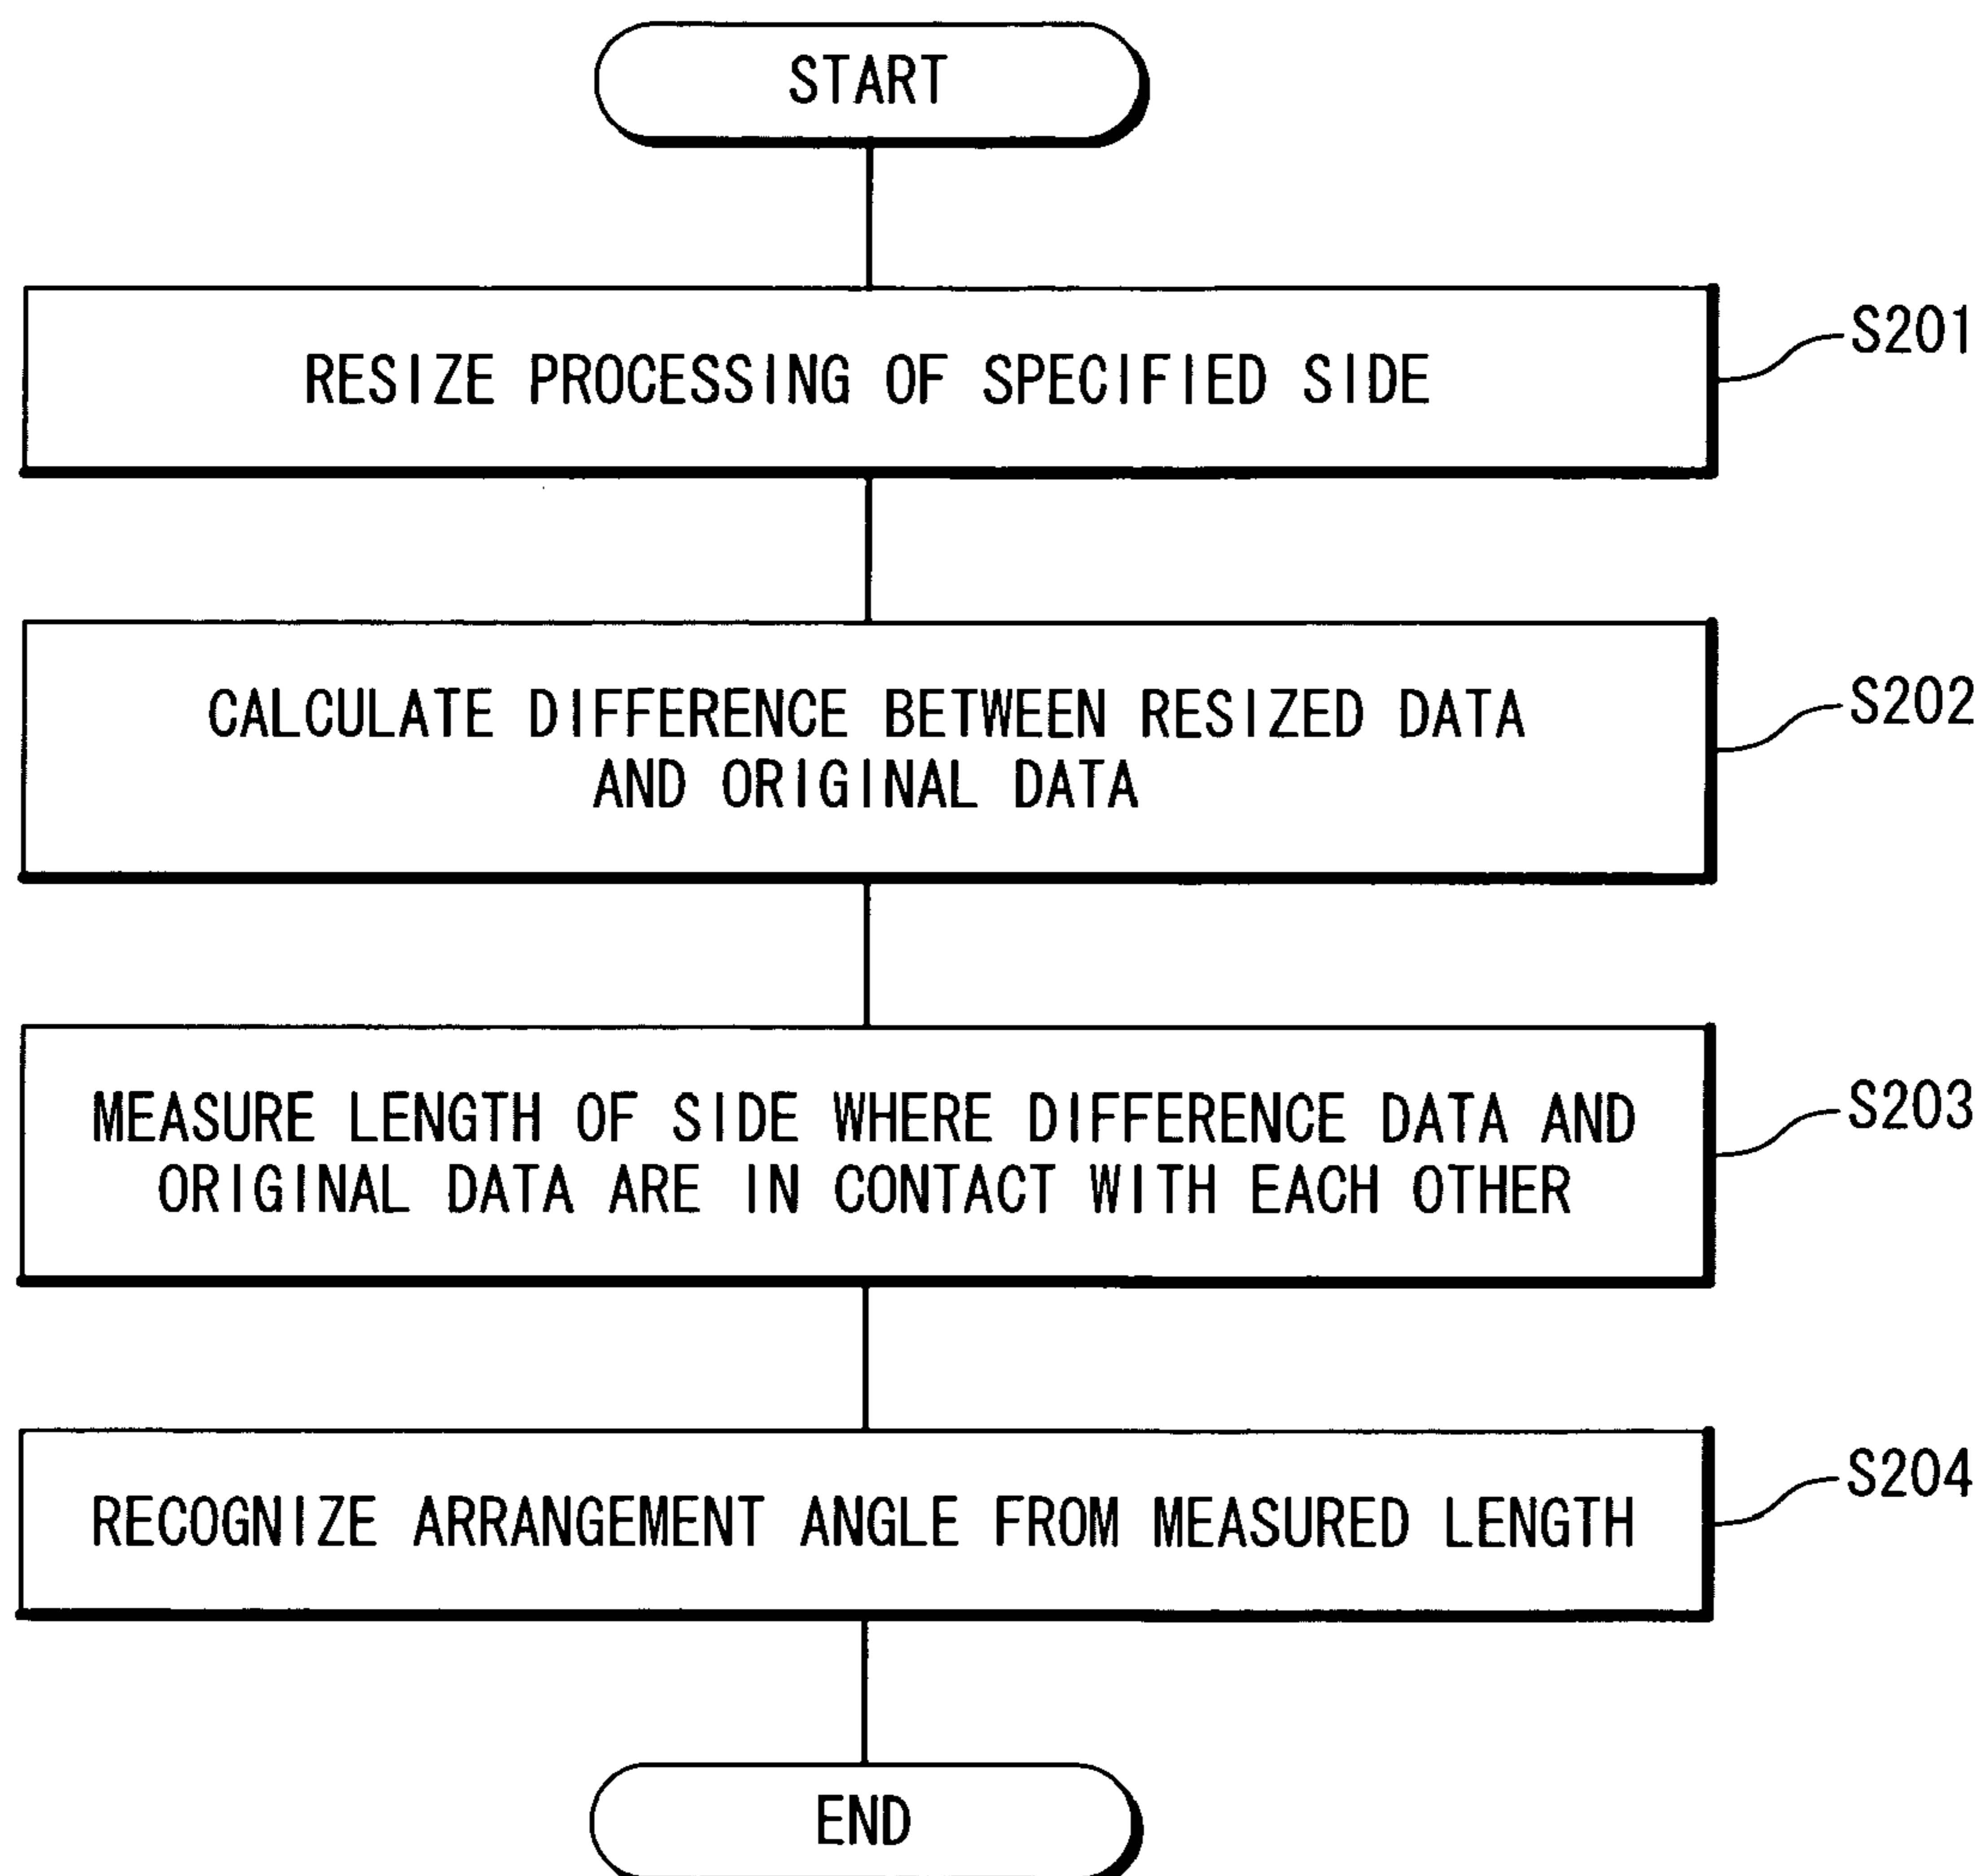 START
RESIZE PROCESSING OF SPECIFIED SIDE
S201
CALCULATE DIFFERENCE BETWEEN RESIZED DATA
AND ORIGINAL DATA
S202
MEASURE LENGTH OF SIDE WHERE DIFFERENCE DATA AND
ORIGINAL DATA ARE IN CONTACT WITH EACH OTHER
S203
RECOGNIZE ARRANGEMENT ANGLE FROM MEASURED LENGTH
S204
END